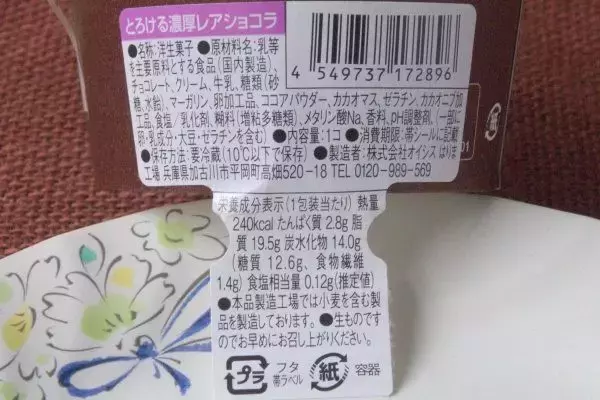 とろける濃厚レアショコラ
●名称:洋生菓子 ●原材料名:乳等
を主要原料とする食品(国内製造)、
チョコレート、クリーム、牛乳、糖類(砂
糖、水飴)、マーガリン、卵加工品、ココアパウダー、カカオマス、ゼラチン、カカオニブ加
工品、食塩/乳化剤、糊料(増粘多糖類)、メタリン酸Na、香料、pH調整剤、(一部に
卵・乳成分・大豆・ゼラチンを含む) ●内容量:1コ ●消費期限:帯シールに記載
●保存方法:要冷蔵(10℃以下で保存) ●製造者:株式会社オイシス はりま
工場 兵庫県加古川市平岡町高畑520-18 TEL 0120-989-569
4 549737 172896
紙
01
栄養成分表示(1包装当たり) 熱量
240kcal たんぱく質 2.8g 脂
質 19.5g 炭水化物 14.0g
(糖質 12.6g、食物繊維
1.4g) 食塩相当量 0.12g(推定値)
●本品製造工場では小麦を含む製
品を製造しております。●生ものです
のでお早めにお召し上がりください。
プラ フタ 帯ラベル 紙 容器